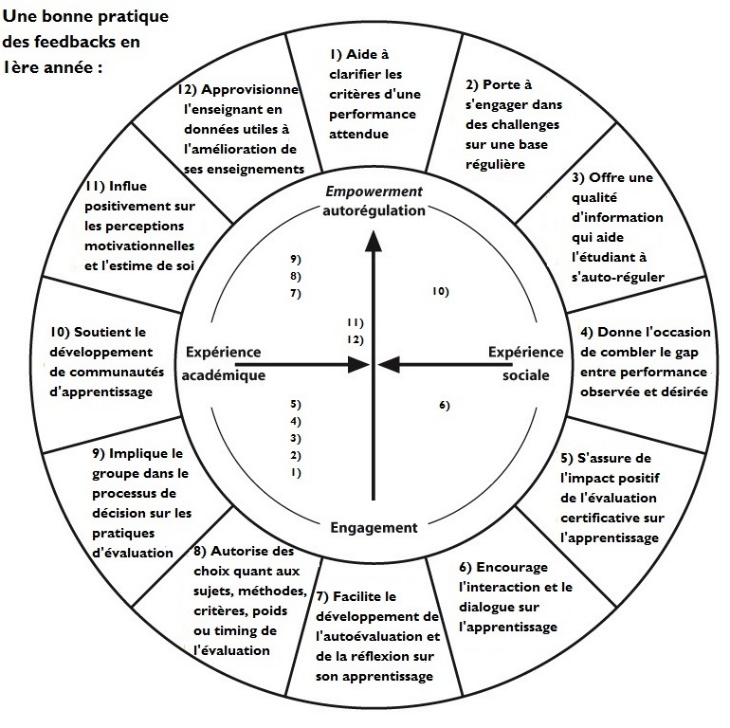 Une bonne pratique
des feedbacks en
1ère année :
1) Aide à
clarifier les
critères d'une
performance
attendue
2) Porte à
s'engager dans
des challenges
sur une base
régulière
3) Offre une
qualité
d'information
qui aide
l'étudiant à
s'auto-réguler
4) Donne l'occasion
de combler le gap
entre performance
observée et désirée
5) S'assure de
l'impact positif
de l'évaluation
certificative sur
l'apprentissage
6) Encourage
l'interaction et le
dialogue sur
l'apprentissage
7) Facilite le
développement de
l'autoévaluation et
de la réflexion sur
son apprentissage
8) Autorise des
choix quant aux
sujets, méthodes,
critères, poids
ou timing de
l'évaluation
9) Implique le
groupe dans le
processus de
décision sur les
pratiques
d'évaluation
10) Soutient le
développement
de communautés
d'apprentissage
11) Influe
positivement sur
les perceptions
motivationnelles
et l'estime de soi
12) Approvisionne
l'enseignant en
données utiles à
l'amélioration de
ses enseignements
Empowerment
autorégulation
9)
8)
7)
10)
11)
12)
Expérience
académique
Expérience
sociale
5)
4)
3)
2)
1)
6)
Engagement